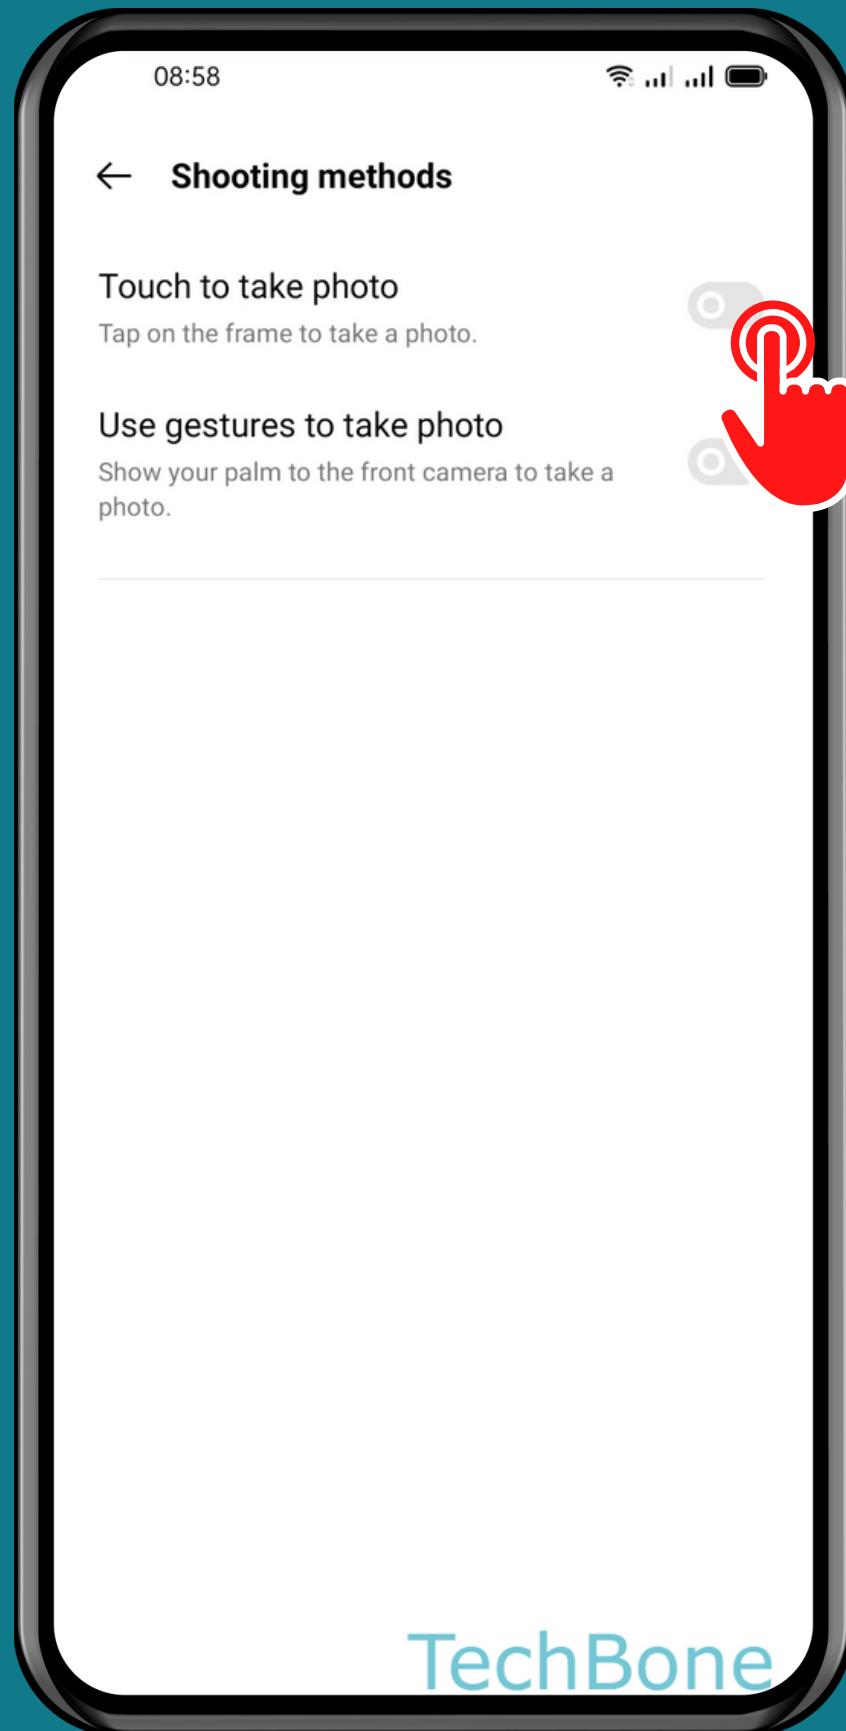 08:58
Shooting methods
Touch to take photo
Tap on the frame to take a photo.
Use gestures to take photo
Show your palm to the front camera to take a
photo.
TechBone